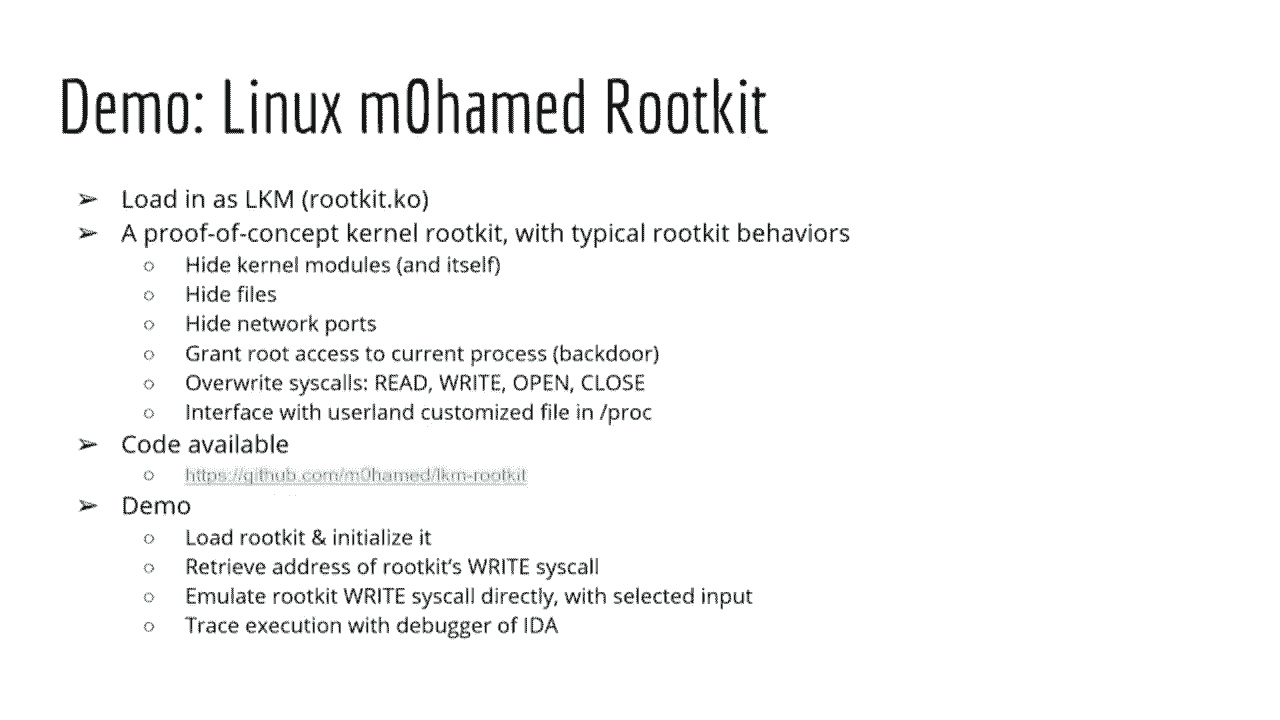 Demo: Linux m0hamed Rootkit
➢ Load in as LKM (rootkit.ko)
➢ A proof-of-concept kernel rootkit, with typical rootkit behaviors
○ Hide kernel modules (and itself)
○ Hide files
○ Hide network ports
○ Grant root access to current process (backdoor)
○ Overwrite syscalls: READ, WRITE, OPEN, CLOSE
○ Interface with userland customized file in /proc
➢ Code available
○ https://github.com/m0hamed/lkm-rootkit
➢ Demo
○ Load rootkit & initialize it
○ Retrieve address of rootkit’s WRITE syscall
○ Emulate rootkit WRITE syscall directly, with selected input
○ Trace execution with debugger of IDA